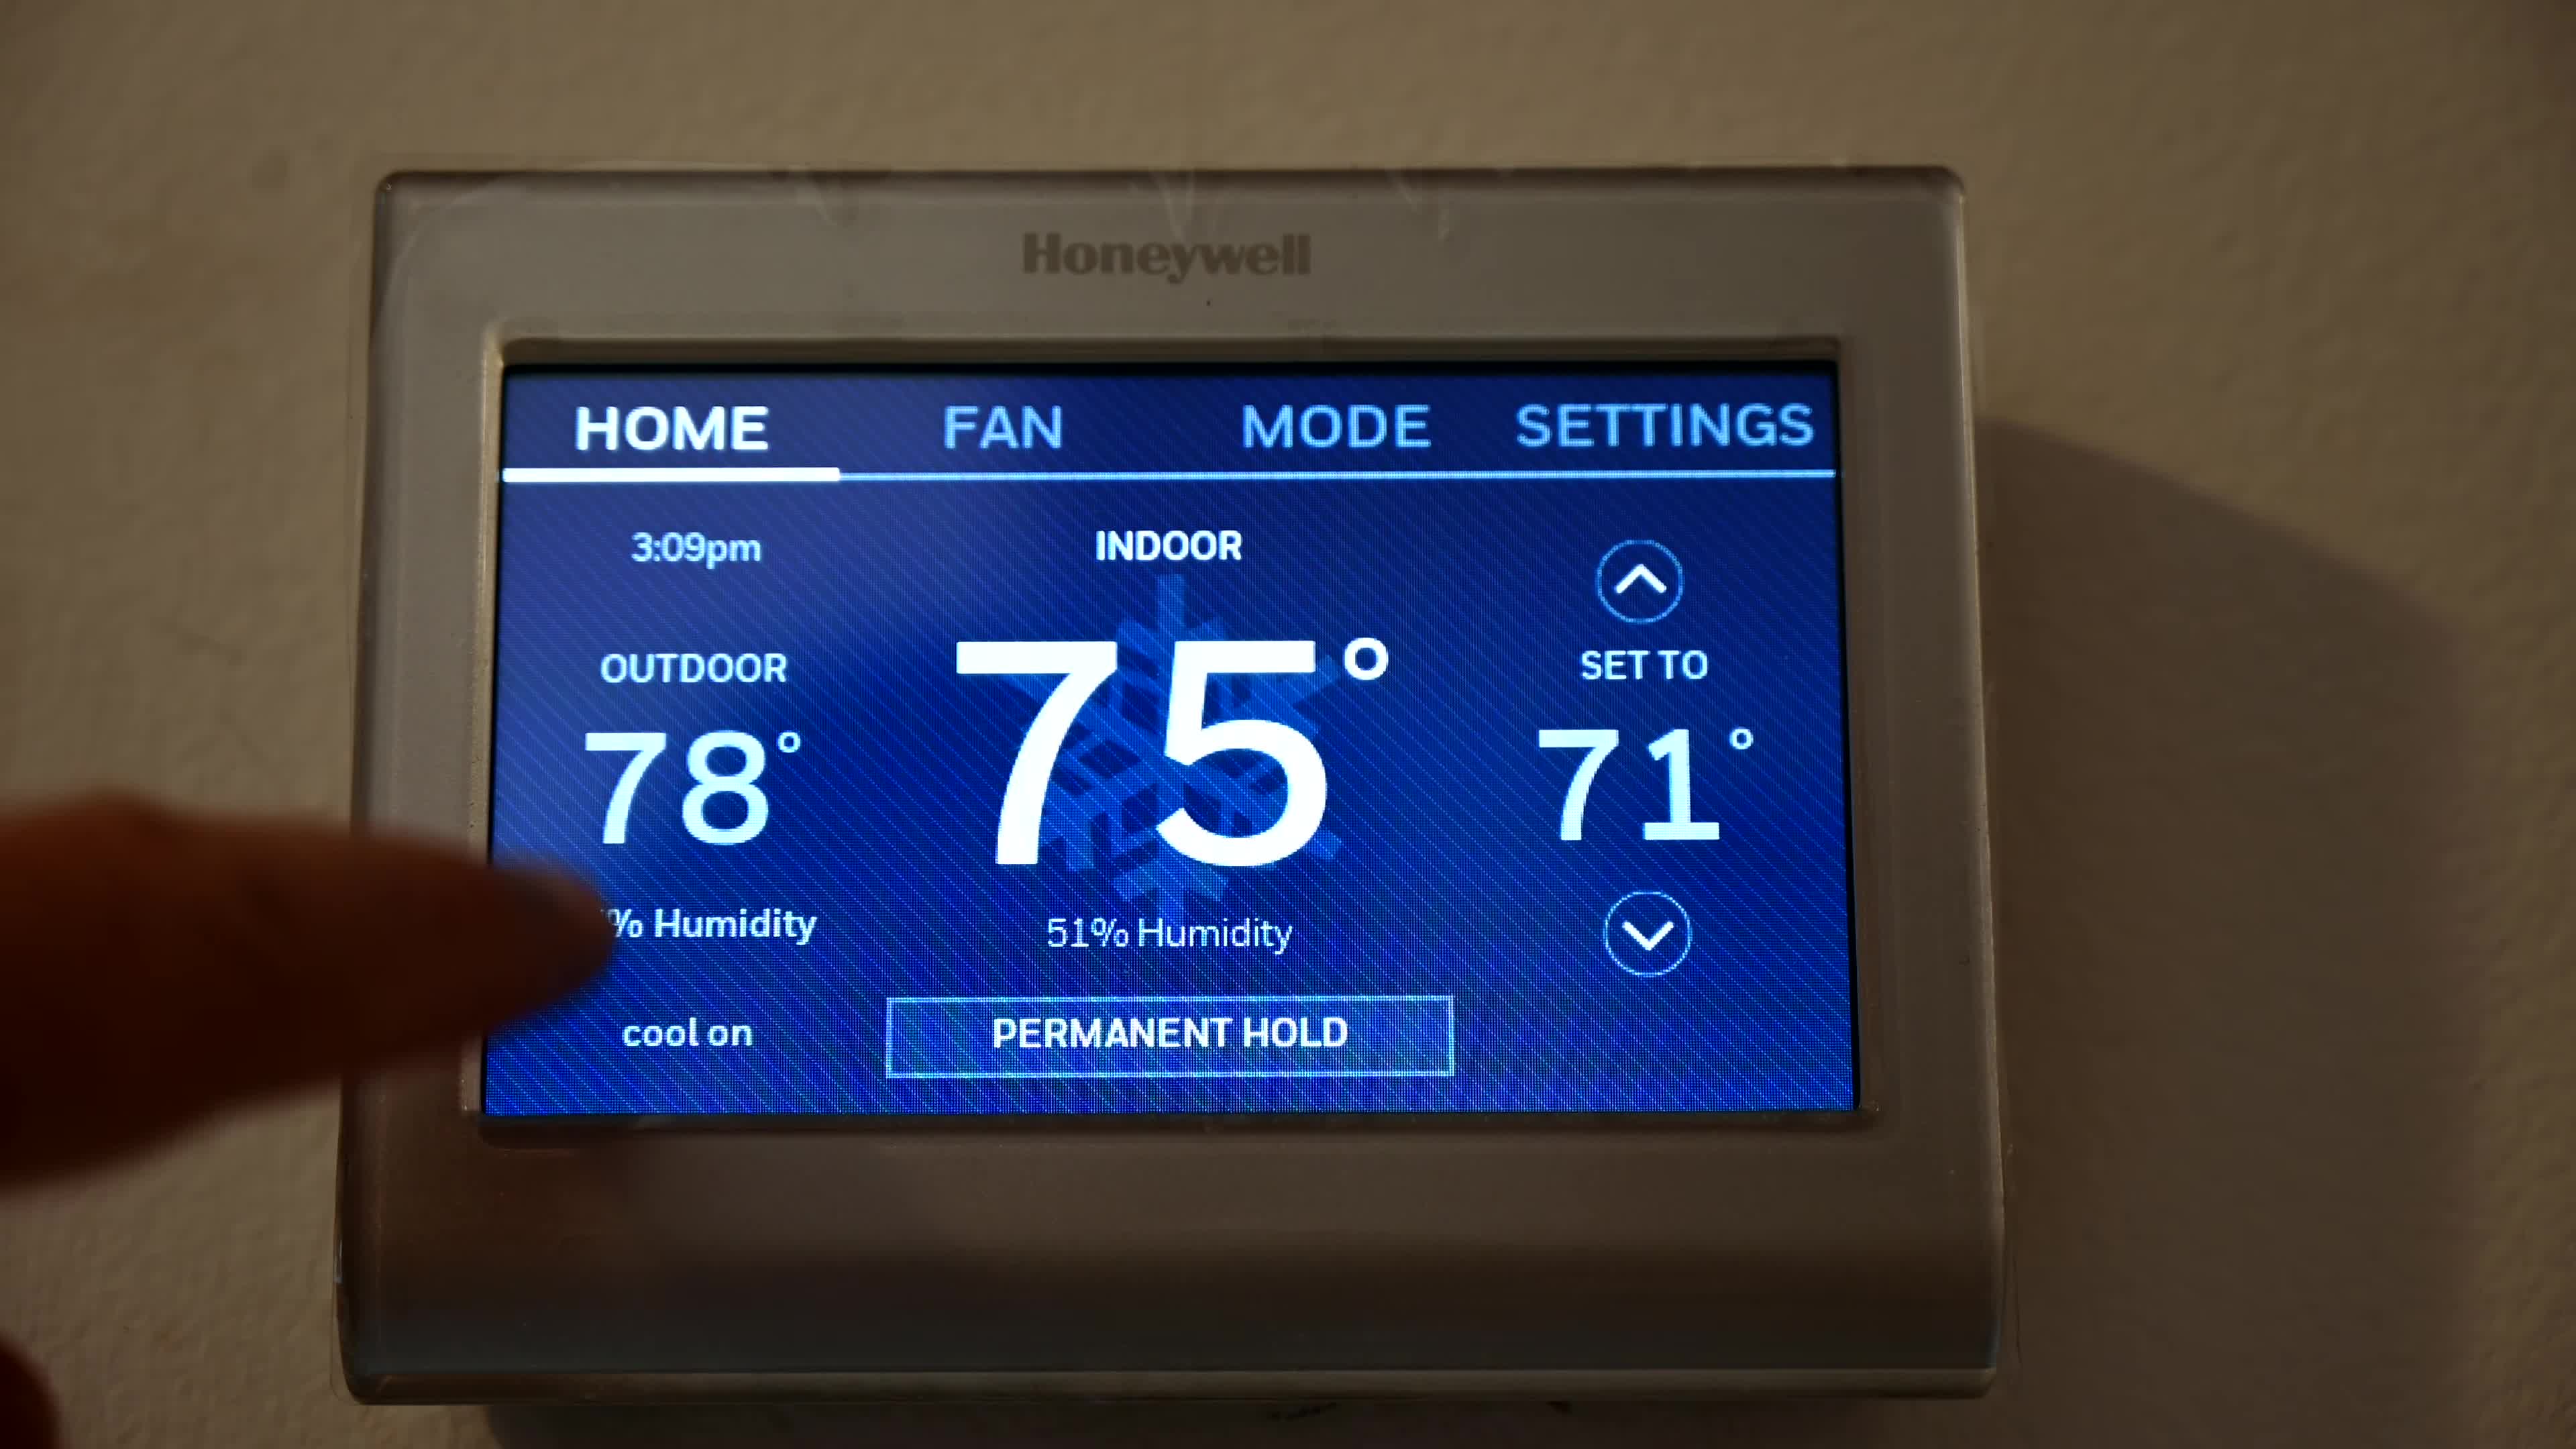 Honeywell
HOME FAN MODE SETTINGS
3:09pm
OUTDOOR
78°
% Humidity
cool on
INDOOR
75°
51% Humidity
PERMANENT HOLD
SET TO
71°